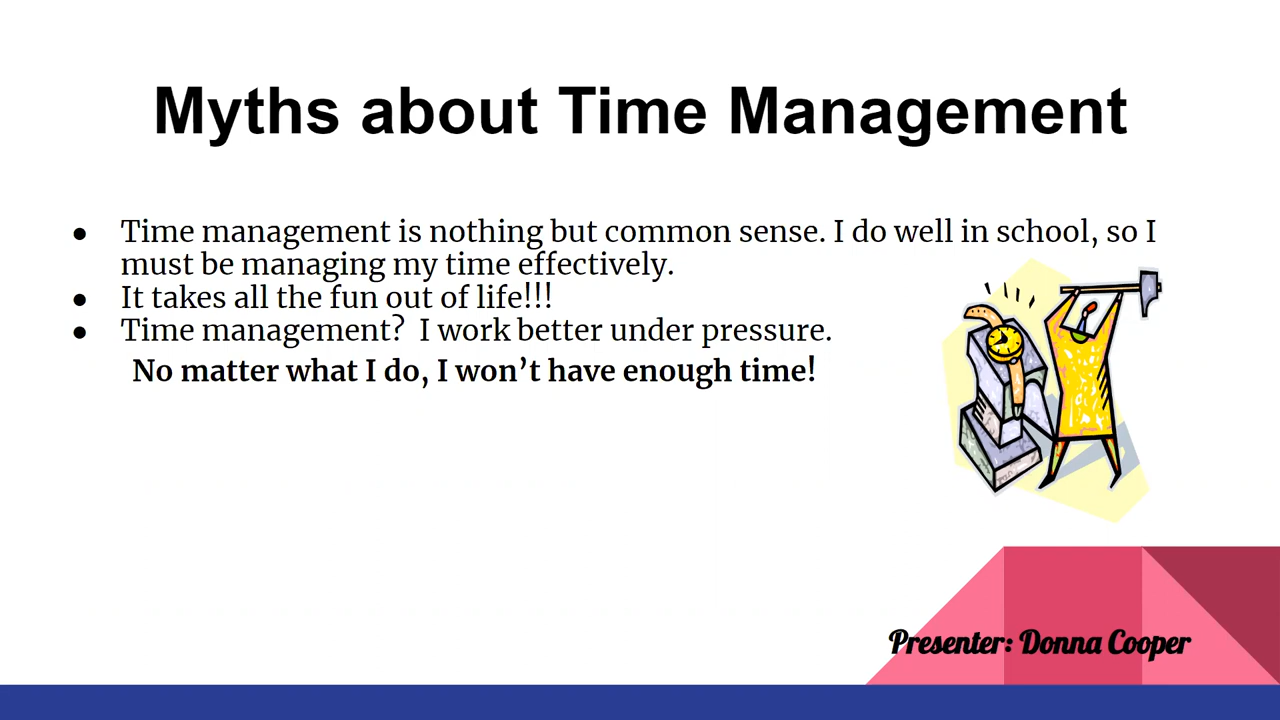 Myths about Time Management
● Time management is nothing but common sense. I do well in school, so I
must be managing my time effectively.
● It takes all the fun out of life!!!
● Time management?  I work better under pressure.
No matter what I do, I won’t have enough time!
Presenter: Donna Cooper